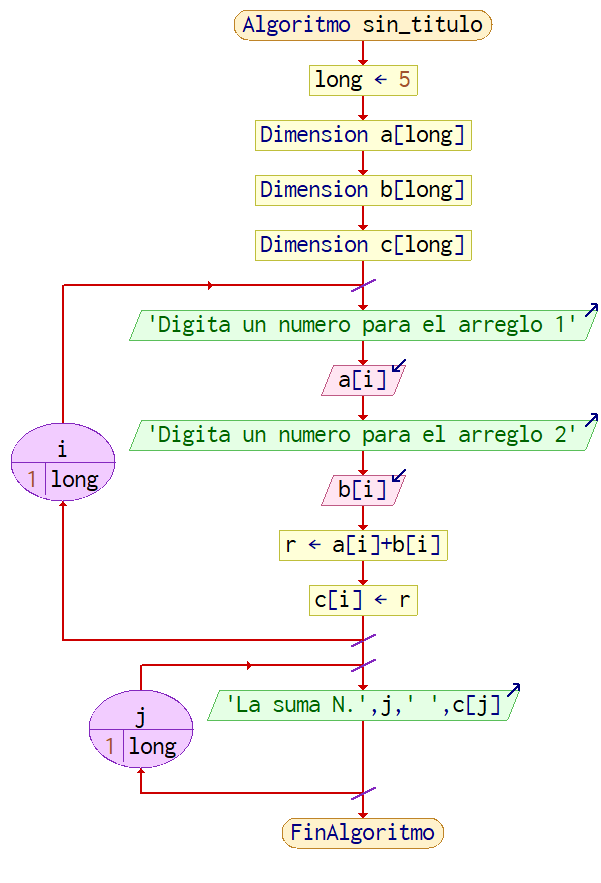 Algoritmo sin_titulo
long ← 5
Dimension a[long]
Dimension b[long]
Dimension c[long]
'Digita un numero para el arreglo 1'
a[i]
'Digita un numero para el arreglo 2'
i
1 long
b[i]
r ← a[i]+b[i]
c[i] ← r
'La suma N.',j,' ',c[j]
j
1 long
FinAlgoritmo